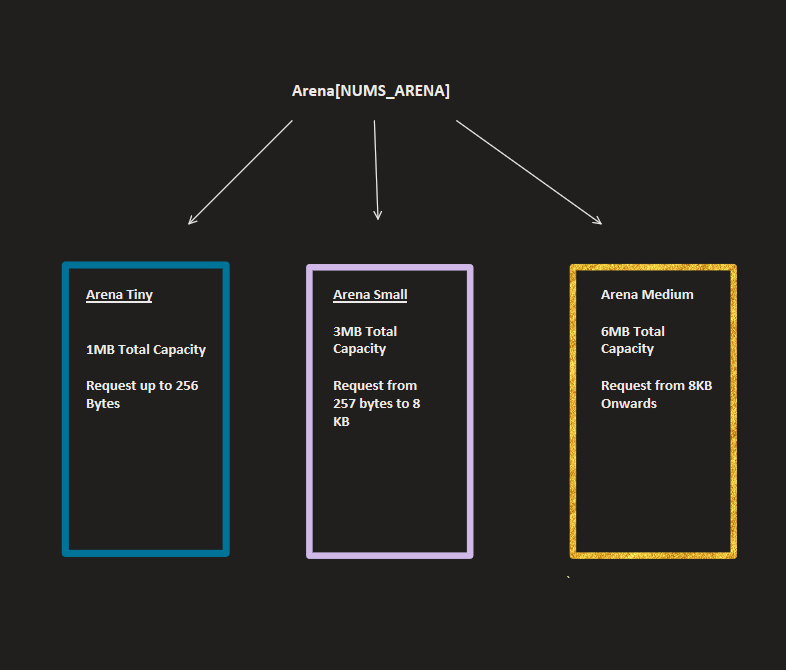 Arena[NUMS_ARENA]
Arena Tiny
1MB Total Capacity
Request up to 256
Bytes
Arena Small
3MB Total
Capacity
Request from
257 bytes to 8
KB
Arena Medium
6MB Total
Capacity
Request from 8KB
Onwards